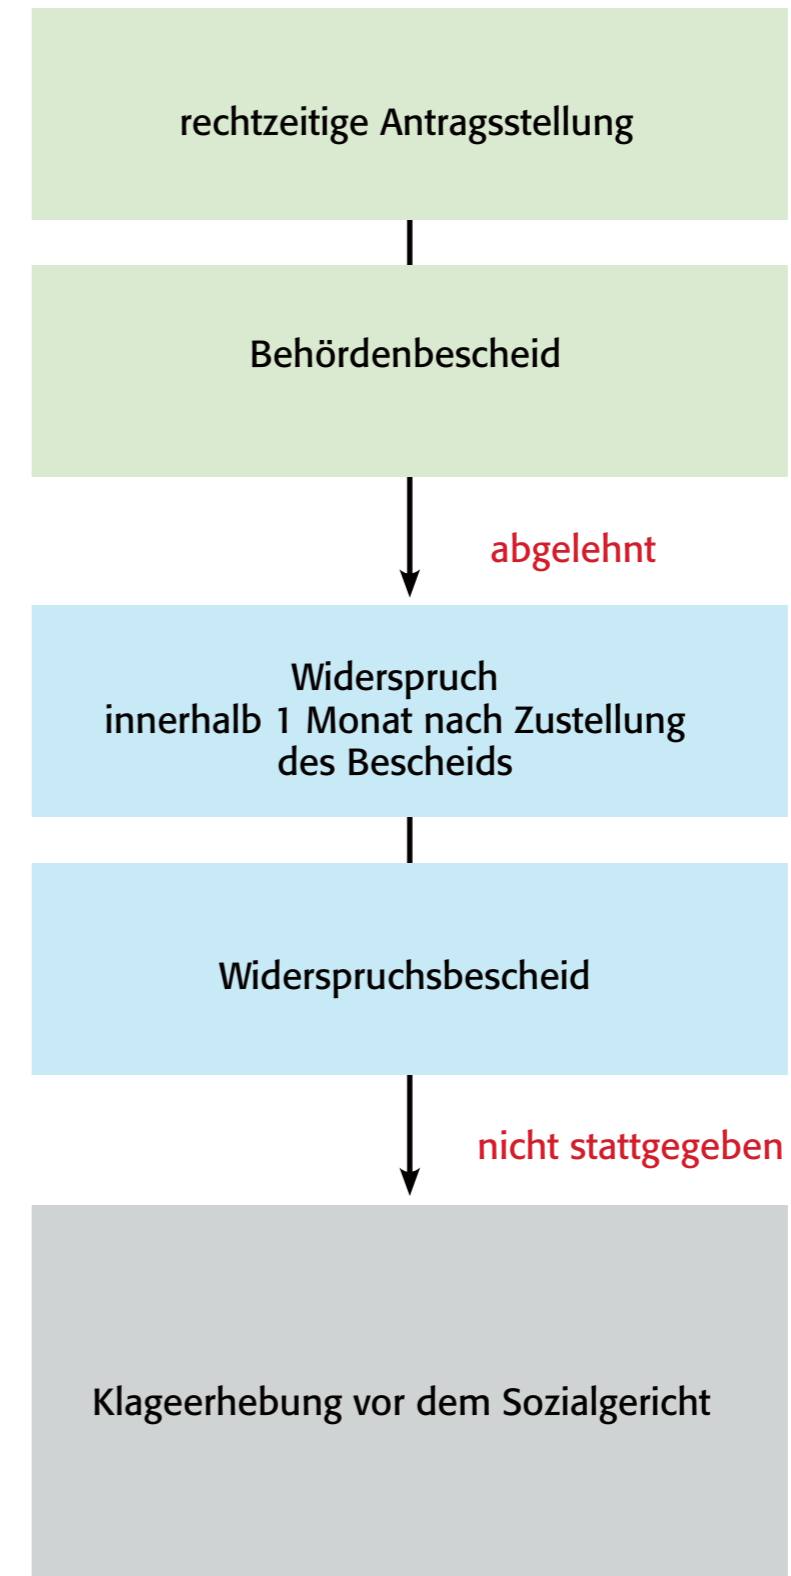 rechtzeitige Antragsstellung
Behördenbescheid
abgelehnt
Widerspruch
innerhalb 1 Monat nach Zustellung
des Bescheids
Widerspruchsbescheid
nicht stattgegeben
Klageerhebung vor dem Sozialgericht